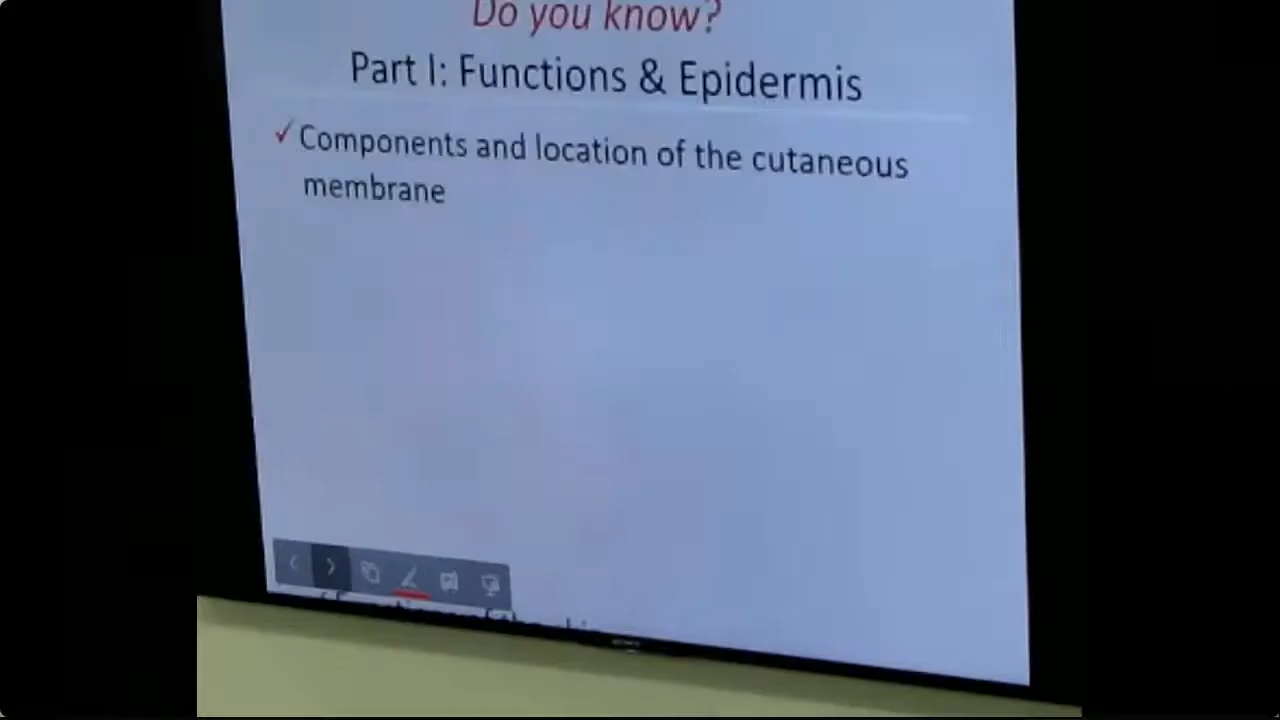 Do you know?
Part I: Functions & Epidermis
✓ Components and location of the cutaneous
membrane